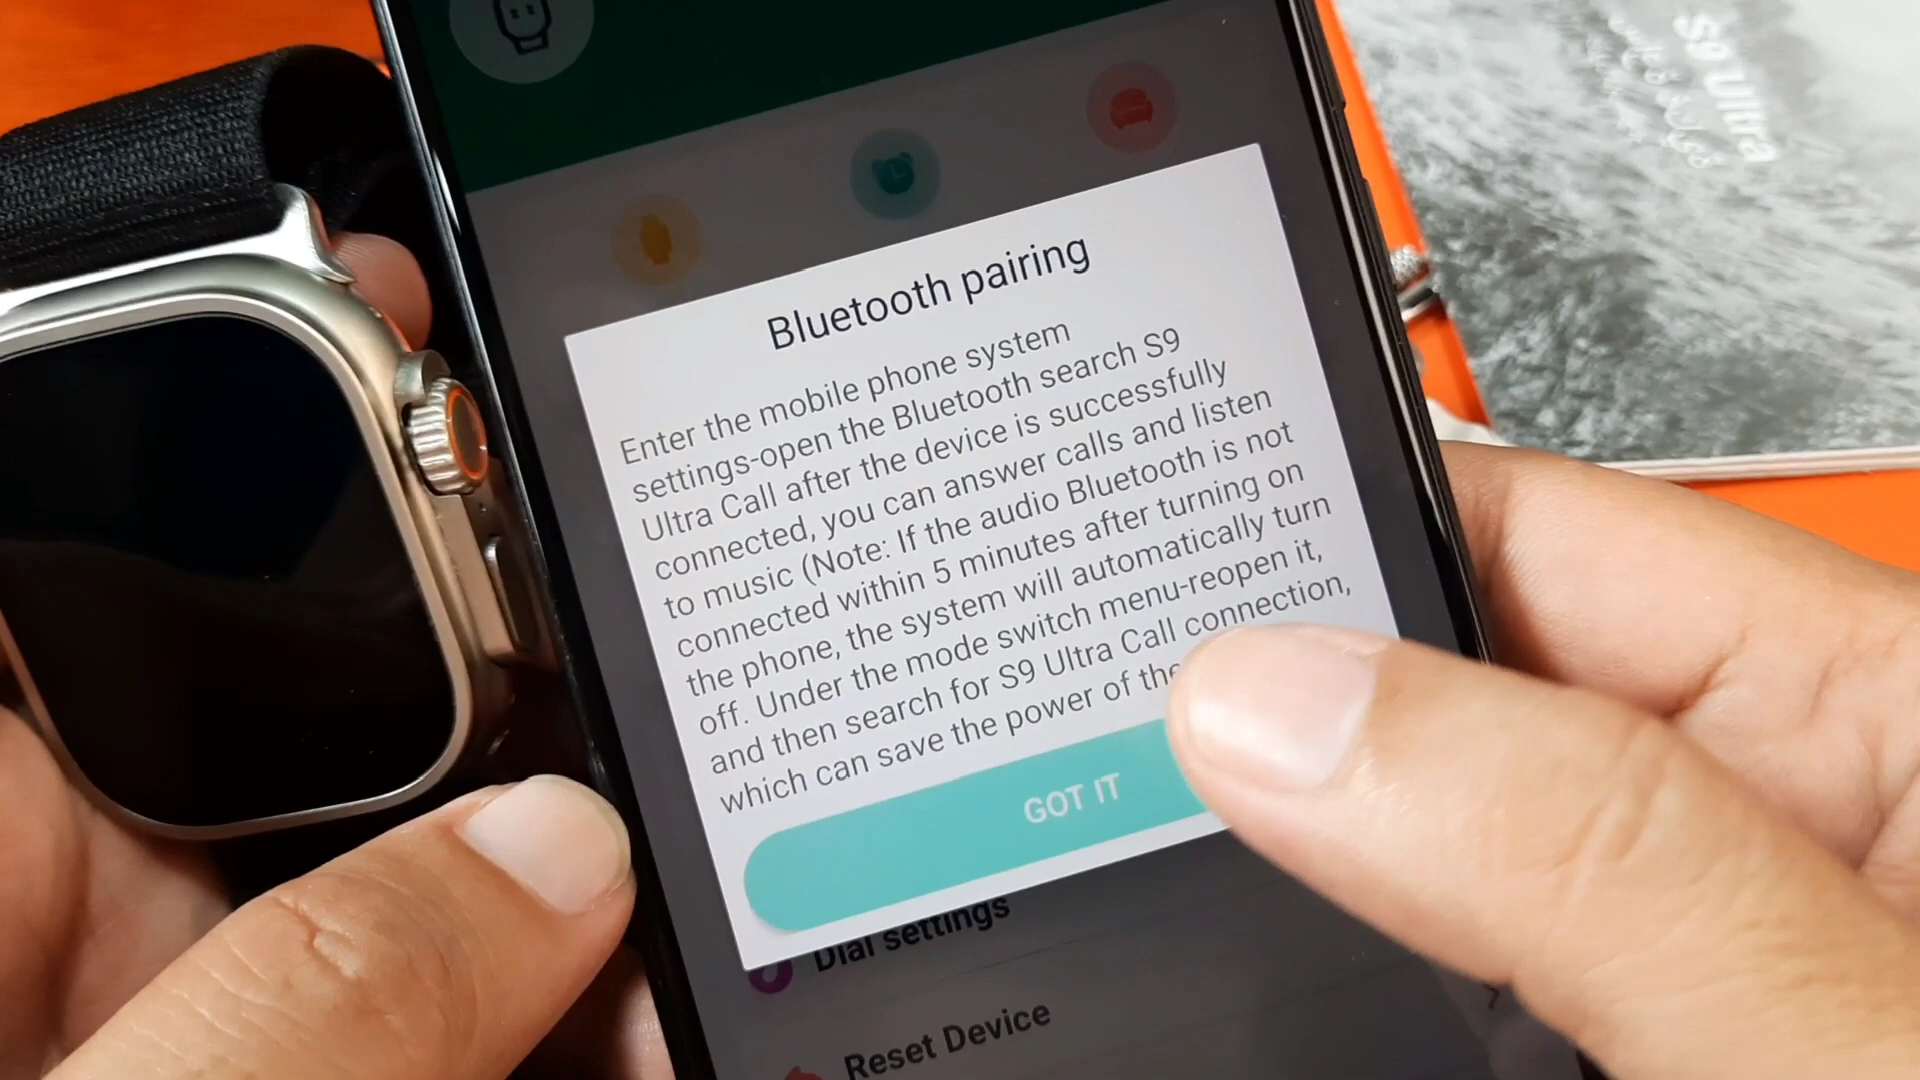 S9 Ultra
Bluetooth pairing
Enter the mobile phone system
settings-open the Bluetooth search S9
Ultra Call after the device is successfully
connected, you can answer calls and listen
to music (Note: If the audio Bluetooth is not
connected within 5 minutes after turning on
the phone, the system will automatically turn
off. Under the mode switch menu-reopen it,
and then search for S9 Ultra Call connection,
which can save the power of the
GOT IT
Dial settings
Reset Device